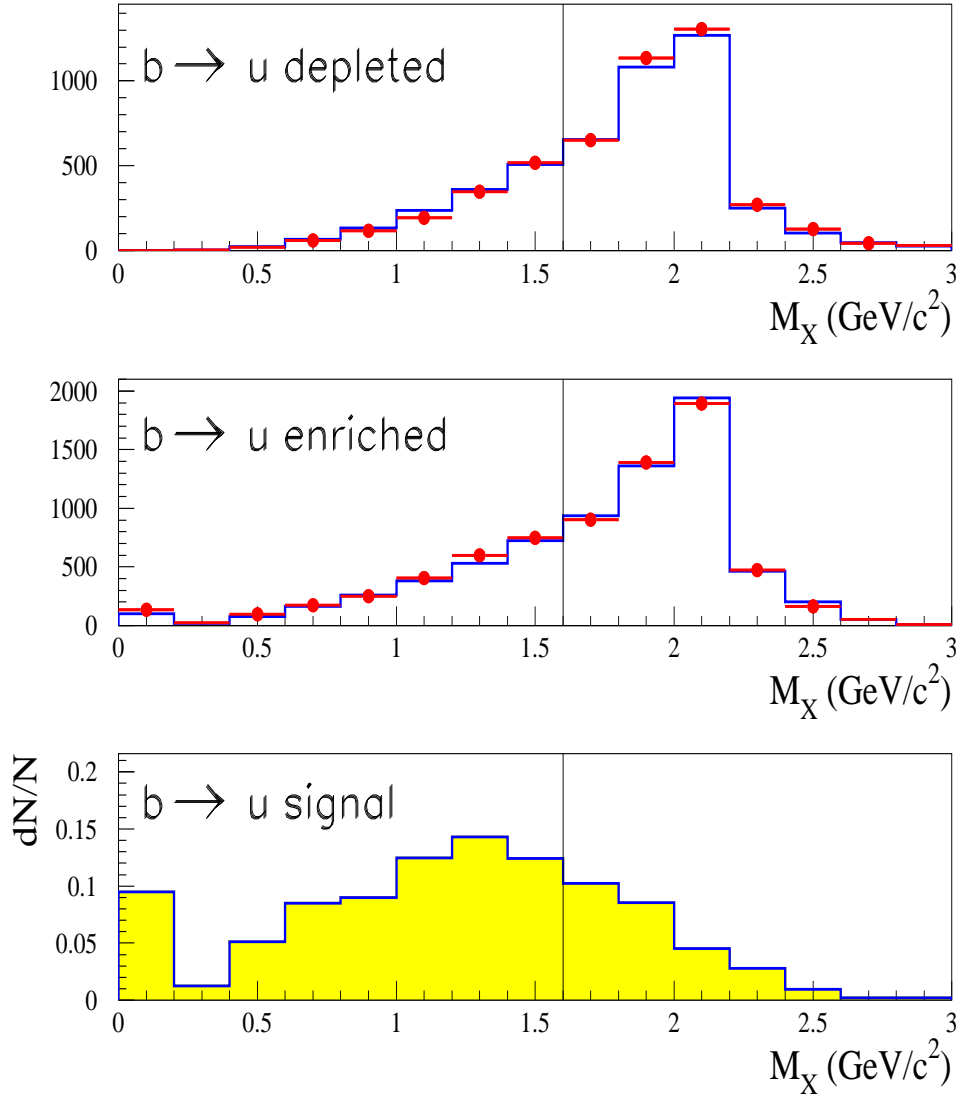 1000
500
0
b → u depleted
0 0.5 1 1.5 2 2.5 3
M_X (GeV/c^2)
2000
1500
1000
500
0
b → u enriched
0 0.5 1 1.5 2 2.5 3
M_X (GeV/c^2)
dN/N
0.2
0.15
0.1
0.05
0
b → u signal
0 0.5 1 1.5 2 2.5 3
M_X (GeV/c^2)